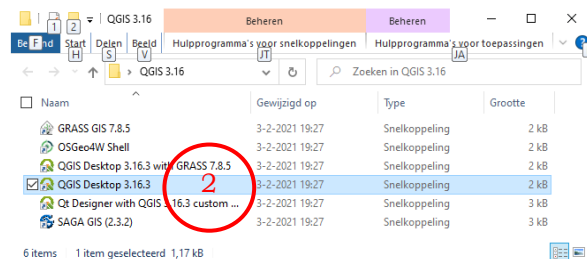 QGIS 3.16
Beheren
Beheren
1
2
Be F nd Start Delen Beeld Hulpprogramma's voor snelkoppelingen Hulpprogramma's voor toepassingen
H S V JT JA
QGIS 3.16
Zoeken in QGIS 3.16
Naam Gewijzigd op Type Grootte
GRASS GIS 7.8.5 3-2-2021 19:27 Snelkoppeling 2 kB
OSGeo4W Shell 3-2-2021 19:27 Snelkoppeling 2 kB
QGIS Desktop 3.16.3 with GRASS 7.8.5 3-2-2021 19:27 Snelkoppeling 2 kB
QGIS Desktop 3.16.3 2 3-2-2021 19:27 Snelkoppeling 2 kB
Qt Designer with QGIS 3.16.3 custom ... 3-2-2021 19:27 Snelkoppeling 3 kB
SAGA GIS (2.3.2) 3-2-2021 19:27 Snelkoppeling 3 kB
6 items 1 item geselecteerd 1,17 kB